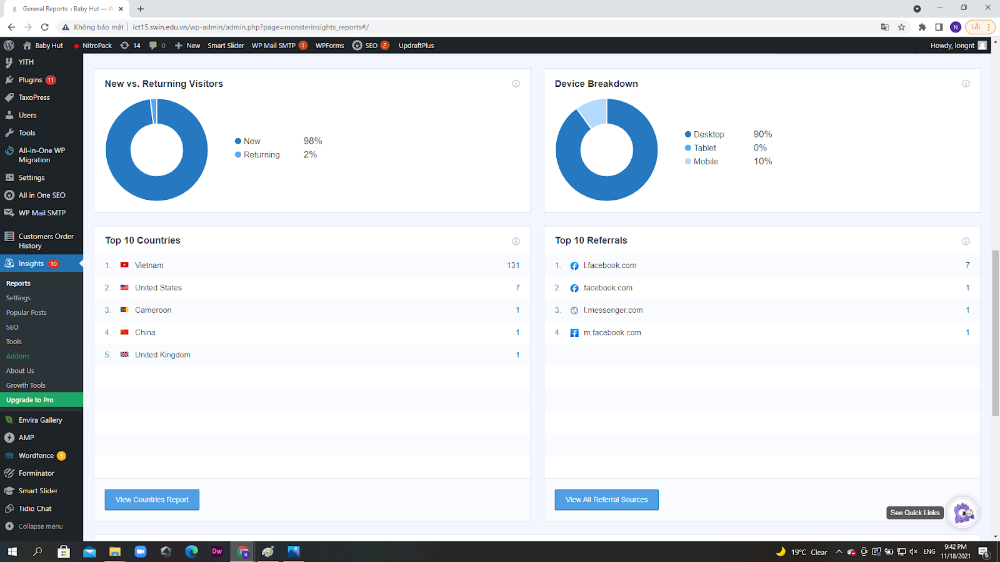 General Reports: ‹ Baby Hut — W
Không bảo mật
ict15.swin.edu.vn/wp-admin/admin.php?page=monsterinsights_reports#/
N
Lỗi
Baby Hut
NitroPack
14
0
New
Smart Slider
WP Mail SMTP
!
WPForms
SEO
2
UpdraftPlus
Howdy, longnt
YITH
Plugins 11
TaxoPress
Users
Tools
All-in-One WP
Migration
Settings
All in One SEO
WP Mail SMTP
Customers Order
History
Insights 10
Reports
Settings
Popular Posts
SEO
Tools
Addons
About Us
Growth Tools
Upgrade to Pro
Envira Gallery
AMP
Wordfence 3
Forminator
Smart Slider
Tidio Chat
Collapse menu
New vs. Returning Visitors
New 98%
Returning 2%
Device Breakdown
Desktop 90%
Tablet 0%
Mobile 10%
Top 10 Countries
1. Vietnam 131
2. United States 7
3. Cameroon 1
4. China 1
5. United Kingdom 1
View Countries Report
Top 10 Referrals
1. l.facebook.com 7
2. facebook.com 1
3. l.messenger.com 1
4. m.facebook.com 1
View All Referral Sources
See Quick Links
Dw
N
19°C Clear
ENG
9:42 PM
11/18/2021
6